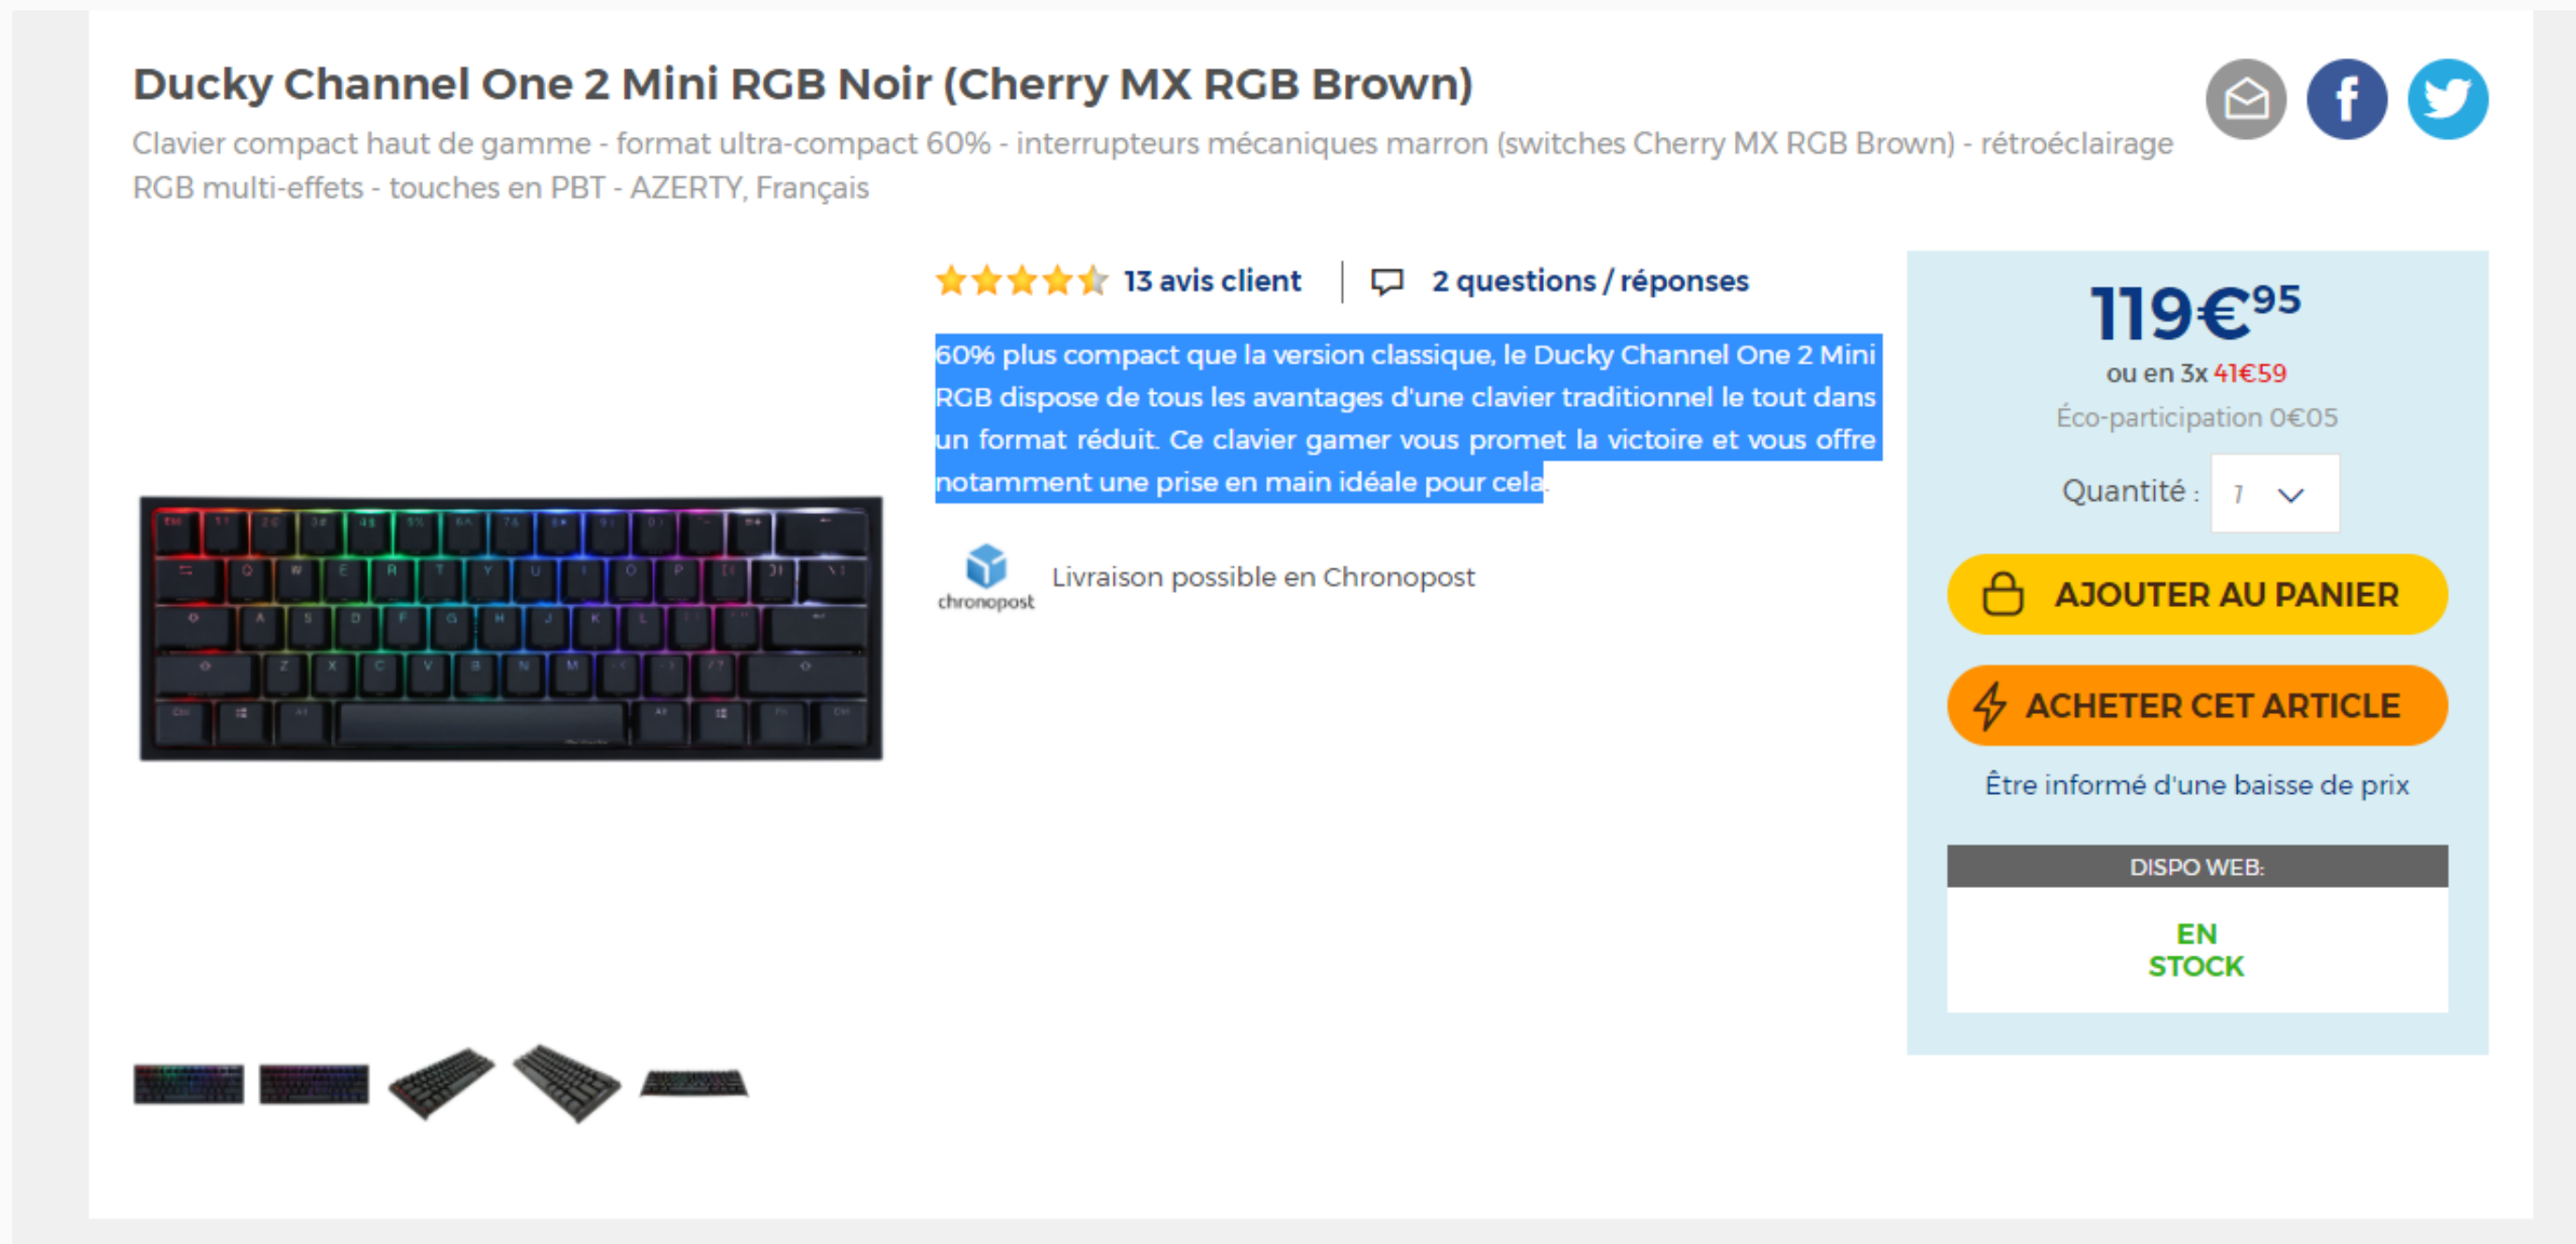 Ducky Channel One 2 Mini RGB Noir (Cherry MX RGB Brown)
Clavier compact haut de gamme - format ultra-compact 60% - interrupteurs mécaniques marron (switches Cherry MX RGB Brown) - rétroéclairage
RGB multi-effets - touches en PBT - AZERTY, Français
13 avis client
2 questions / réponses
60% plus compact que la version classique, le Ducky Channel One 2 Mini
RGB dispose de tous les avantages d'une clavier traditionnel le tout dans
un format réduit. Ce clavier gamer vous promet la victoire et vous offre
notamment une prise en main idéale pour cela.
chronopost
Livraison possible en Chronopost
119€95
ou en 3x 41€59
Éco-participation 0€05
Quantité : 1
AJOUTER AU PANIER
ACHETER CET ARTICLE
Être informé d'une baisse de prix
DISPO WEB:
EN
STOCK
Q W E R T Y U I O P
A S D F G H J K L
Z X C V B N M
Ctrl Alt Alt Fn Ctrl